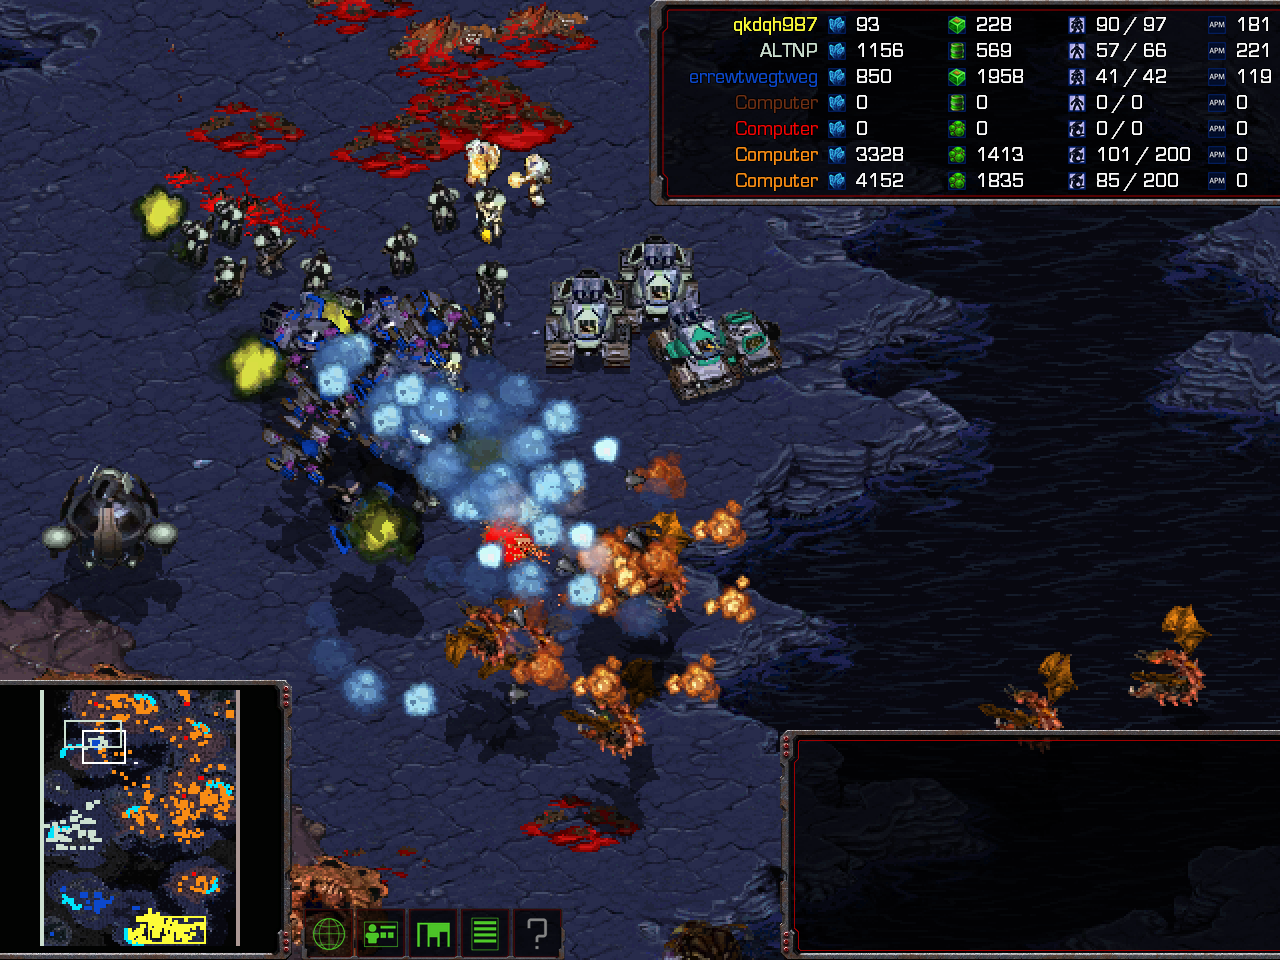 qkdqh987 93 228 90 / 97 APM 181
ALTNP 1156 569 57 / 66 APM 221
errewtwegtweg 850 1958 41 / 42 APM 119
Computer 0 0 0 / 0 APM 0
Computer 0 0 0 / 0 APM 0
Computer 3328 1413 101 / 200 APM 0
Computer 4152 1835 85 / 200 APM 0
?